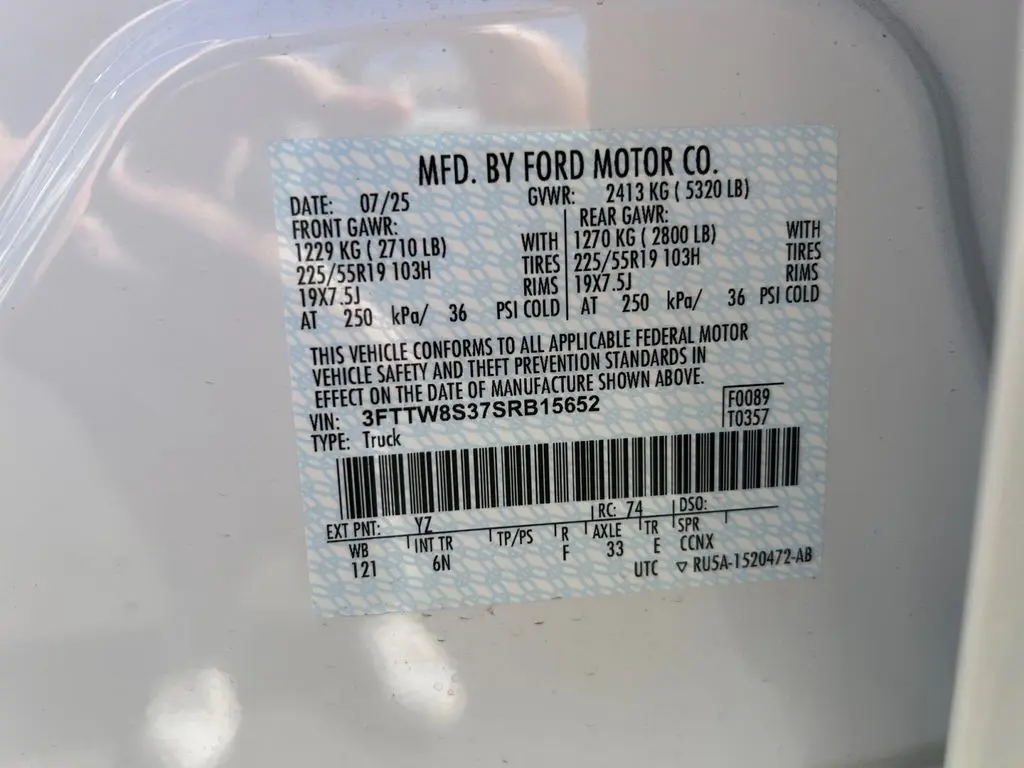 MFD. BY FORD MOTOR CO.
DATE: 07/25 GVWR: 2413 KG ( 5320 LB)
FRONT GAWR: REAR GAWR:
1229 KG ( 2710 LB) WITH 1270 KG ( 2800 LB) WITH
225/55R19 103H TIRES 225/55R19 103H TIRES
19X7.5J RIMS 19X7.5J RIMS
AT 250 kPa/ 36 PSI COLD AT 250 kPa/ 36 PSI COLD
THIS VEHICLE CONFORMS TO ALL APPLICABLE FEDERAL MOTOR
VEHICLE SAFETY AND THEFT PREVENTION STANDARDS IN
EFFECT ON THE DATE OF MANUFACTURE SHOWN ABOVE.
VIN: 3FTTW8S37SRB15652 F0089
TYPE: Truck T0357
EXT PNT: YZ RC: 74 DSO:
WB INT TR TP/PS R AXLE TR SPR
121 6N F 33 E CCNX
UTC ▽ RU5A-1520472-AB